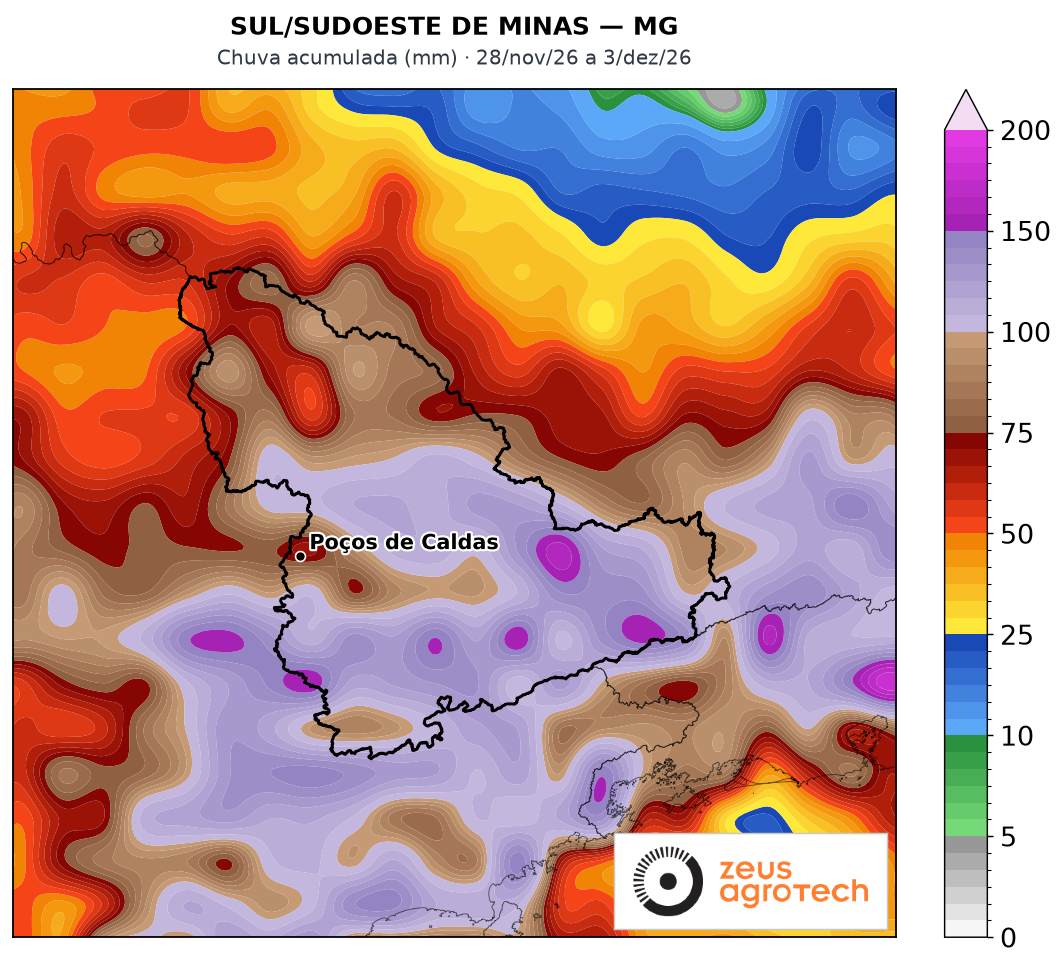 SUL/SUDOESTE DE MINAS — MG
Chuva acumulada (mm) · 28/nov/26 a 3/dez/26
200
150
100
75
50
25
10
5
0
Poços de Caldas
zeus
agrotech